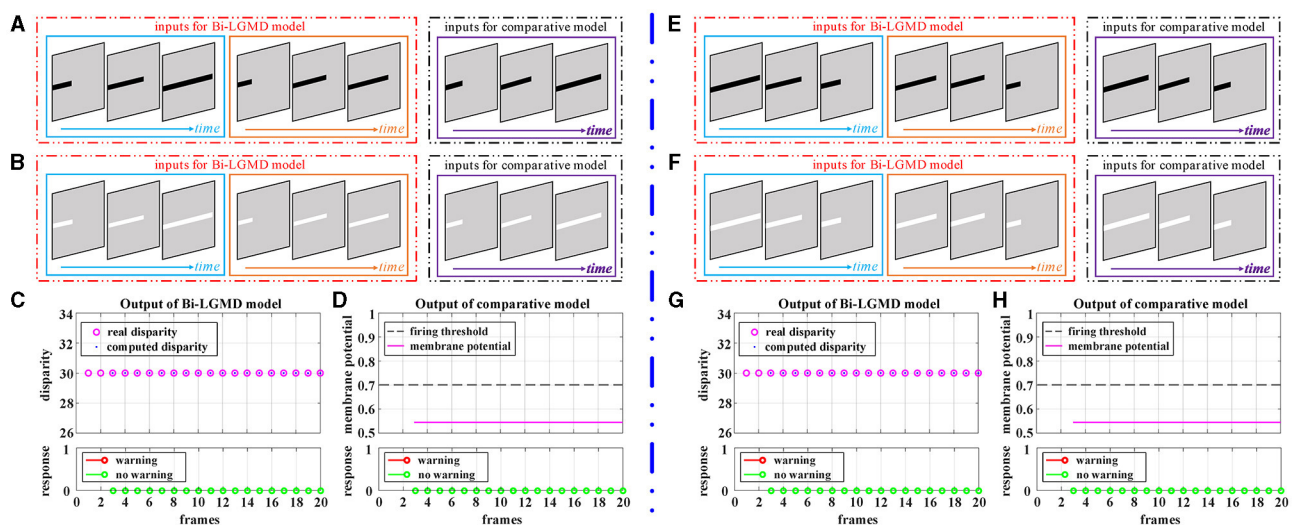 A
inputs for Bi-LGMD model
time
time
inputs for comparative model
time
B
inputs for Bi-LGMD model
time
time
inputs for comparative model
time
C
Output of Bi-LGMD model
34
32
30
28
26
disparity
real disparity
computed disparity
1
0
response
warning
no warning
0 2 4 6 8 10 12 14 16 18 20
frames
D
Output of comparative model
1
0.9
0.8
0.7
0.6
0.5
membrane potential
firing threshold
membrane potential
1
0
response
warning
no warning
0 2 4 6 8 10 12 14 16 18 20
frames
E
inputs for Bi-LGMD model
time
time
inputs for comparative model
time
F
inputs for Bi-LGMD model
time
time
inputs for comparative model
time
G
Output of Bi-LGMD model
34
32
30
28
26
disparity
real disparity
computed disparity
1
0
response
warning
no warning
0 2 4 6 8 10 12 14 16 18 20
frames
H
Output of comparative model
1
0.9
0.8
0.7
0.6
0.5
membrane potential
firing threshold
membrane potential
1
0
response
warning
no warning
0 2 4 6 8 10 12 14 16 18 20
frames